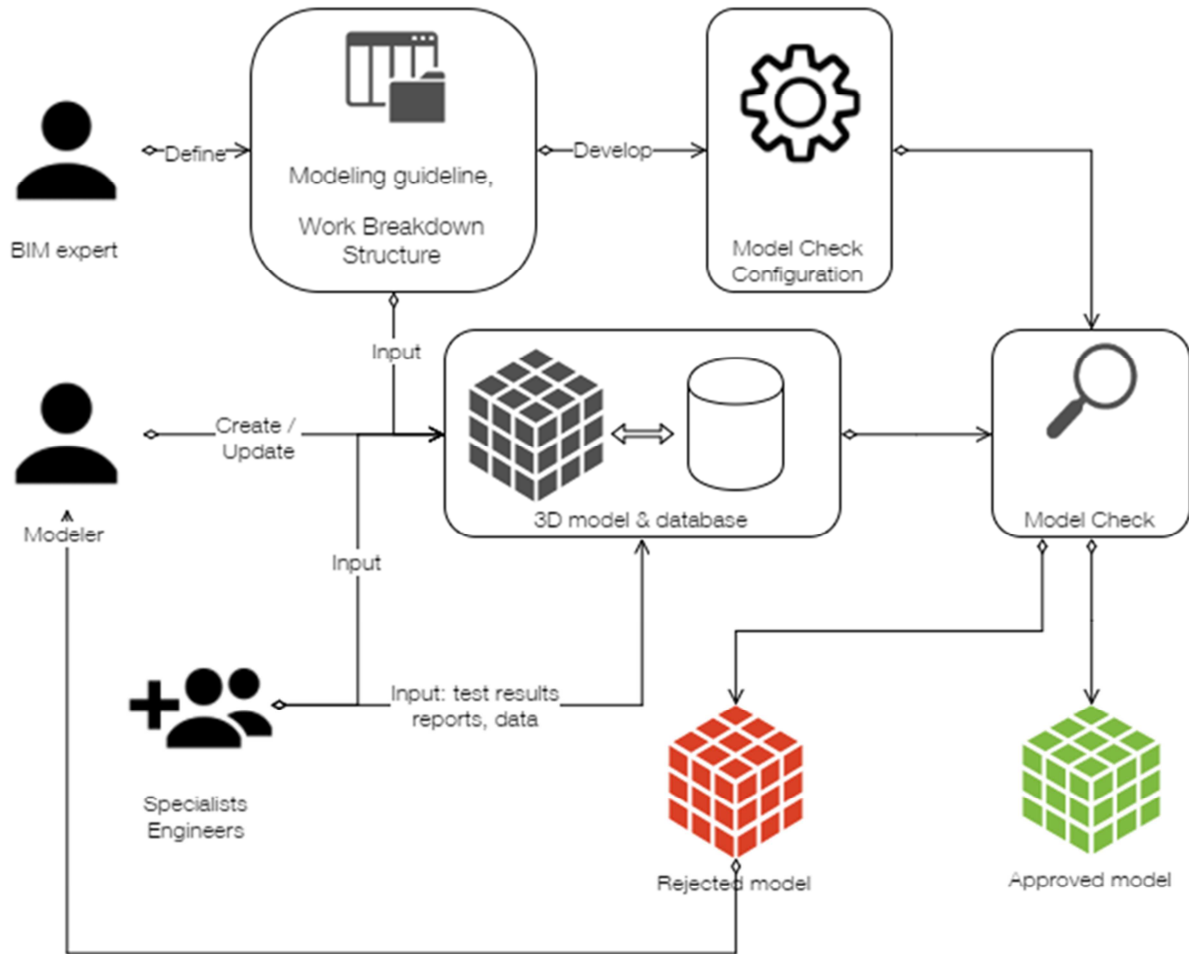 Define
Develop
Modeling guideline,
Work Breakdown
Structure
BIM expert
Model Check
Configuration
Input
Create /
Update
3D model & database
Model Check
Modeler
Input
Input: test results
reports, data
Specialists
Engineers
Rejected model
Approved model